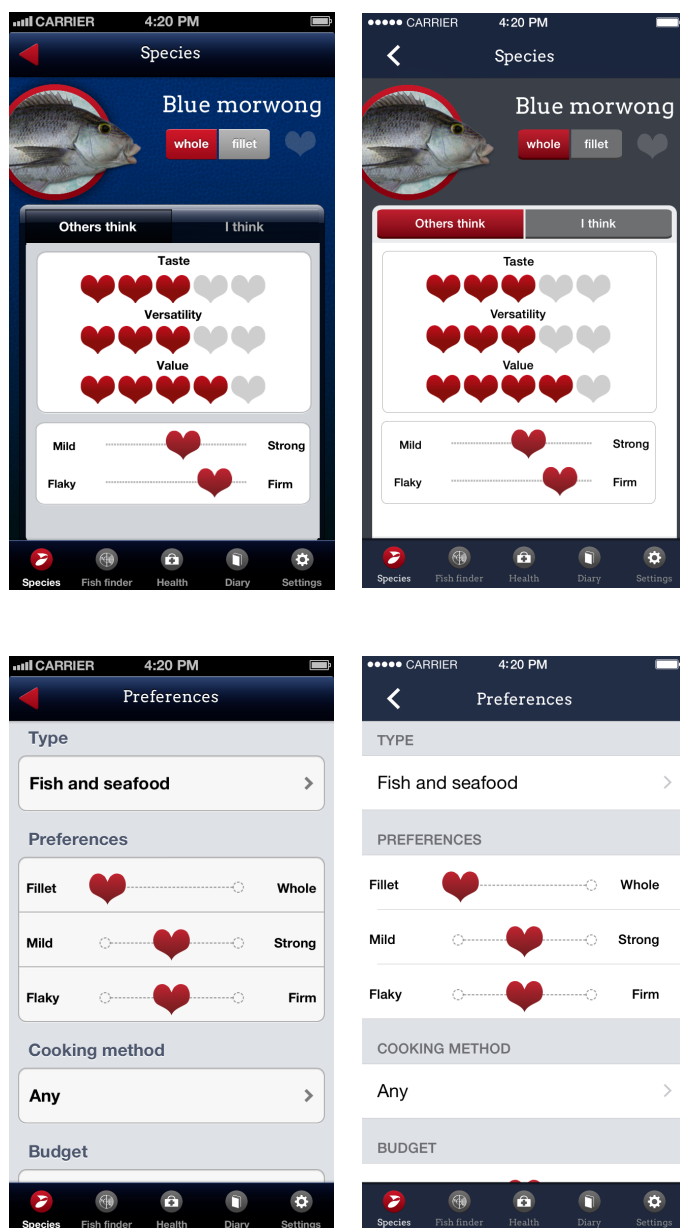 CARRIER 4:20 PM
Species
Blue morwong
whole fillet
Others think I think
Taste
Versatility
Value
Mild Strong
Flaky Firm
Species Fish finder Health Diary Settings
CARRIER 4:20 PM
Species
Blue morwong
whole fillet
Others think I think
Taste
Versatility
Value
Mild Strong
Flaky Firm
Species Fish finder Health Diary Settings
CARRIER 4:20 PM
Preferences
Type
Fish and seafood
Preferences
Fillet Whole
Mild Strong
Flaky Firm
Cooking method
Any
Budget
Species Fish finder Health Diary Settings
CARRIER 4:20 PM
Preferences
TYPE
Fish and seafood
PREFERENCES
Fillet Whole
Mild Strong
Flaky Firm
COOKING METHOD
Any
BUDGET
Species Fish finder Health Diary Settings